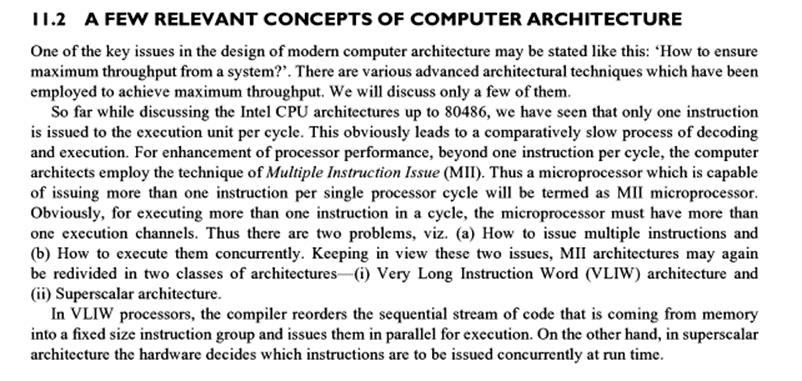 11.2 A FEW RELEVANT CONCEPTS OF COMPUTER ARCHITECTURE
One of the key issues in the design of modern computer architecture may be stated like this: ‘How to ensure
maximum throughput from a system?’. There are various advanced architectural techniques which have been
employed to achieve maximum throughput. We will discuss only a few of them.
So far while discussing the Intel CPU architectures up to 80486, we have seen that only one instruction
is issued to the execution unit per cycle. This obviously leads to a comparatively slow process of decoding
and execution. For enhancement of processor performance, beyond one instruction per cycle, the computer
architects employ the technique of Multiple Instruction Issue (MII). Thus a microprocessor which is capable
of issuing more than one instruction per single processor cycle will be termed as MII microprocessor.
Obviously, for executing more than one instruction in a cycle, the microprocessor must have more than
one execution channels. Thus there are two problems, viz. (a) How to issue multiple instructions and
(b) How to execute them concurrently. Keeping in view these two issues, MII architectures may again
be redivided in two classes of architectures—(i) Very Long Instruction Word (VLIW) architecture and
(ii) Superscalar architecture.
In VLIW processors, the compiler reorders the sequential stream of code that is coming from memory
into a fixed size instruction group and issues them in parallel for execution. On the other hand, in superscalar
architecture the hardware decides which instructions are to be issued concurrently at run time.